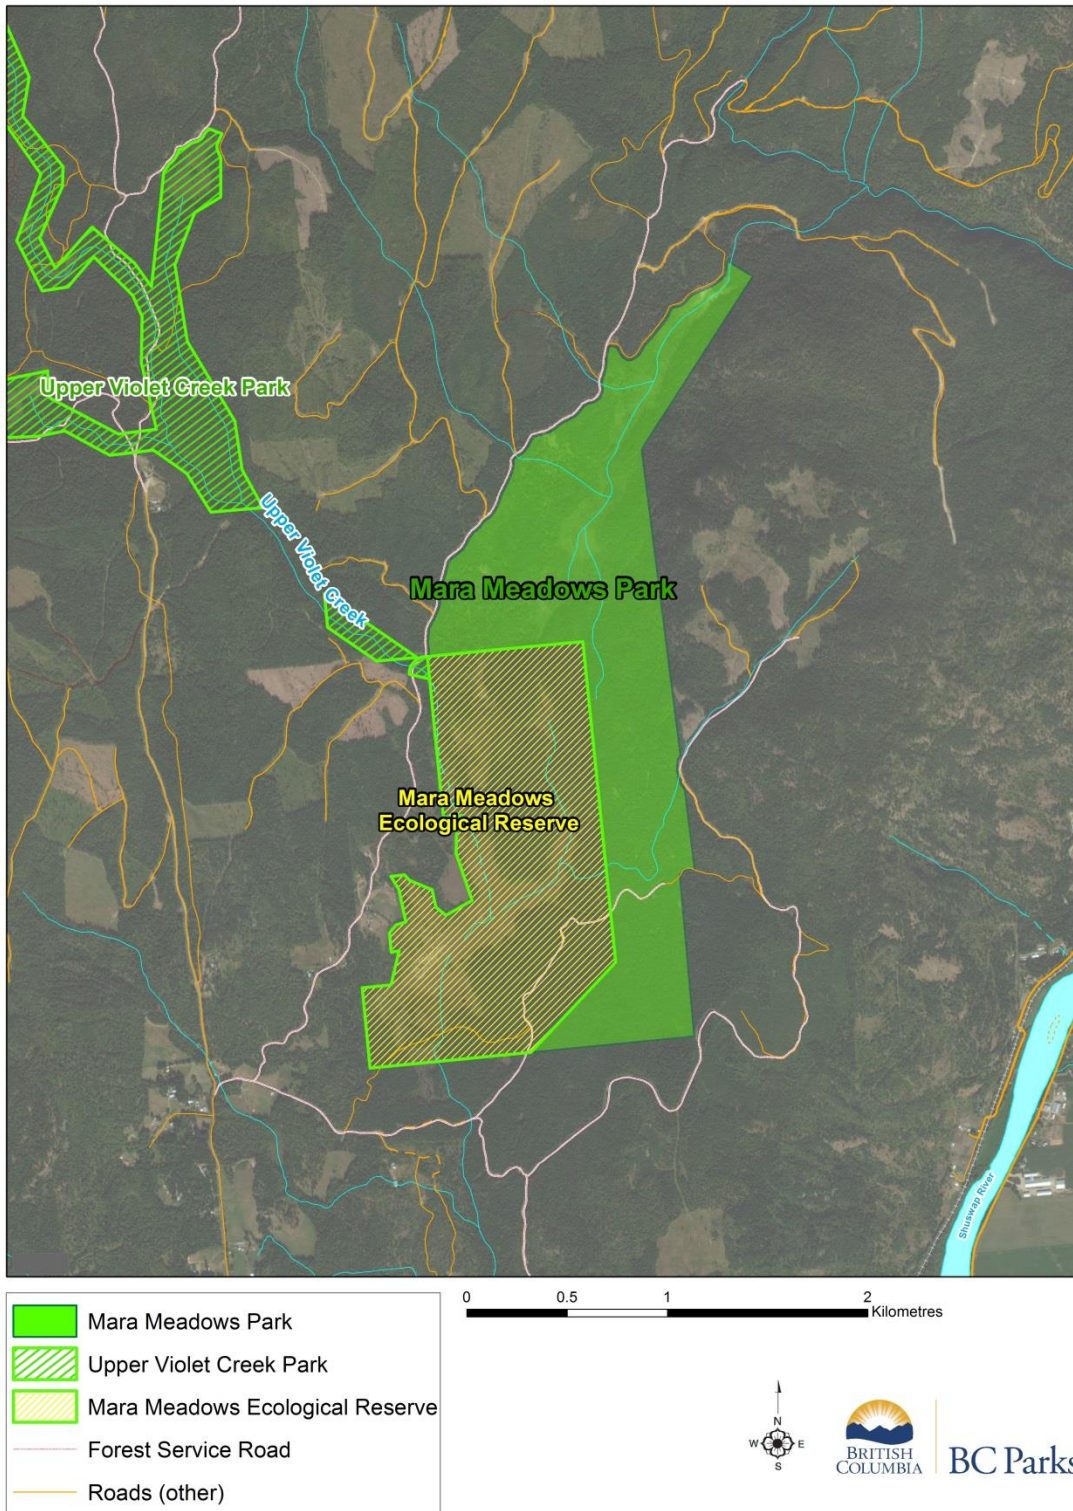 Upper Violet Creek Park
Upper Violet Creek
Mara Meadows Park
Mara Meadows
Ecological Reserve
Shuswap River
Mara Meadows Park
Upper Violet Creek Park
Mara Meadows Ecological Reserve
Forest Service Road
Roads (other)
0 0.5 1 2
Kilometres
N
W E
S
BRITISH
COLUMBIA
BC Parks